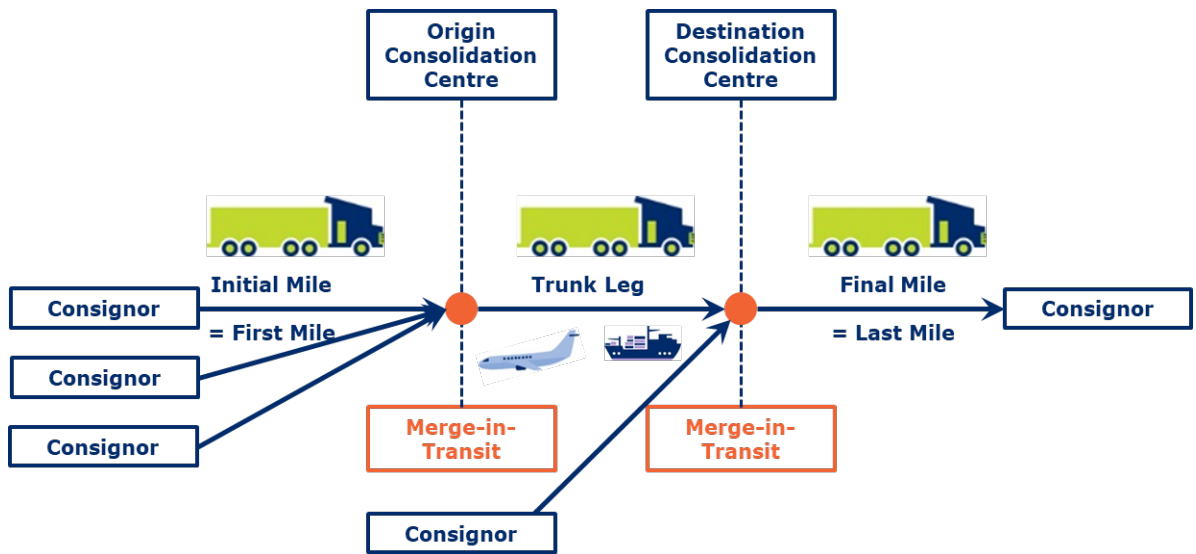 Origin
Consolidation
Centre
Destination
Consolidation
Centre
Initial Mile
Trunk Leg
Final Mile
Consignor
Consignor
= First Mile
= Last Mile
Consignor
Consignor
Merge-in-
Transit
Merge-in-
Transit
Consignor